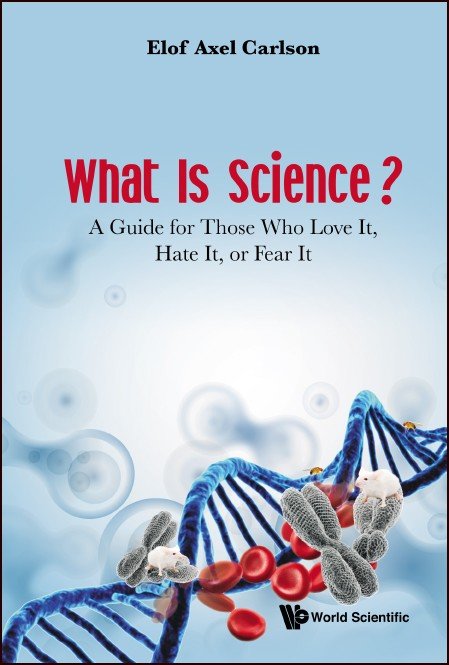 Elof Axel Carlson
What Is Science?
A Guide for Those Who Love It,
Hate It, or Fear It
World Scientific